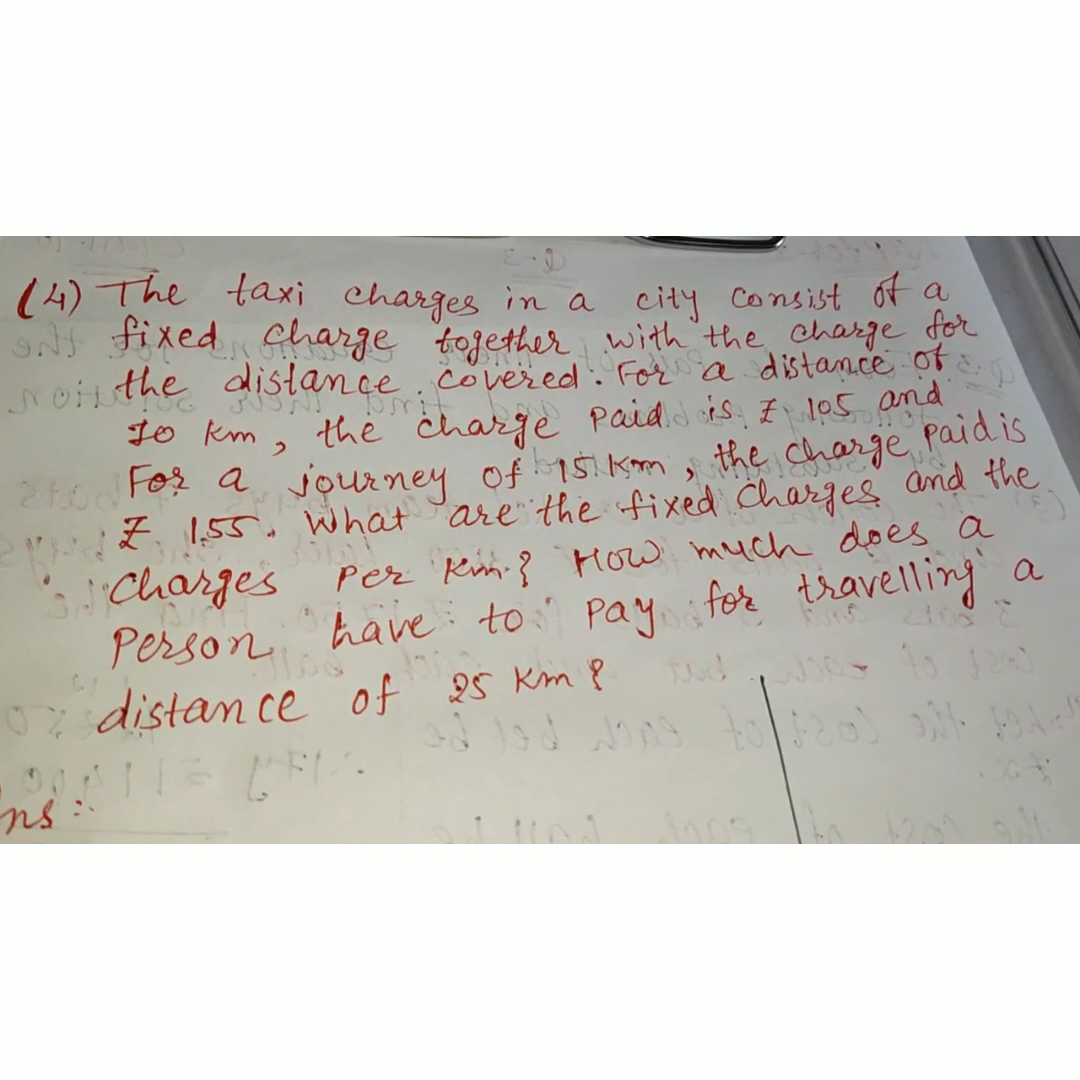 (4) The taxi charges in a city consist of a
fixed charge together with the charge for
the distance covered. For a distance of
10 km, the charge paid is ₹ 105 and
For a journey of 15 km, the charge paid is
₹ 155. What are the fixed charges and the
charges per km? How much does a
person have to pay for travelling a
distance of 25 km?
ns: